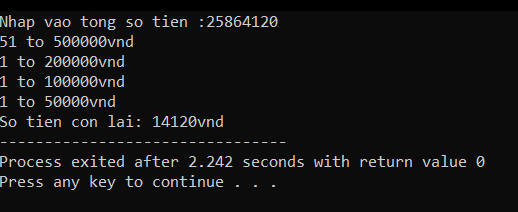 Nhap vao tong so tien :25864120
51 to 500000vnd
1 to 200000vnd
1 to 100000vnd
1 to 50000vnd
So tien con lai: 14120vnd
--------------------------------
Process exited after 2.242 seconds with return value 0
Press any key to continue . . .